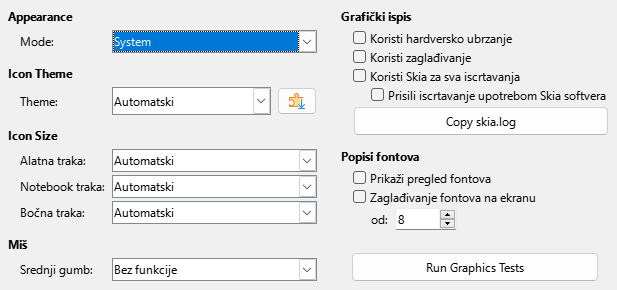 Appearance
Mode: System
Icon Theme
Theme: Automatski
Icon Size
Alatna traka: Automatski
Notebook traka: Automatski
Bočna traka: Automatski
Miš
Srednji gumb: Bez funkcije
Grafički ispis
Koristi hardversko ubrzanje
Koristi zaglađivanje
Koristi Skia za sva iscrtavanja
Prisili iscrtavanje upotrebom Skia softvera
Copy skia.log
Popisi fontova
Prikaži pregled fontova
Zaglađivanje fontova na ekranu
od: 8
Run Graphics Tests